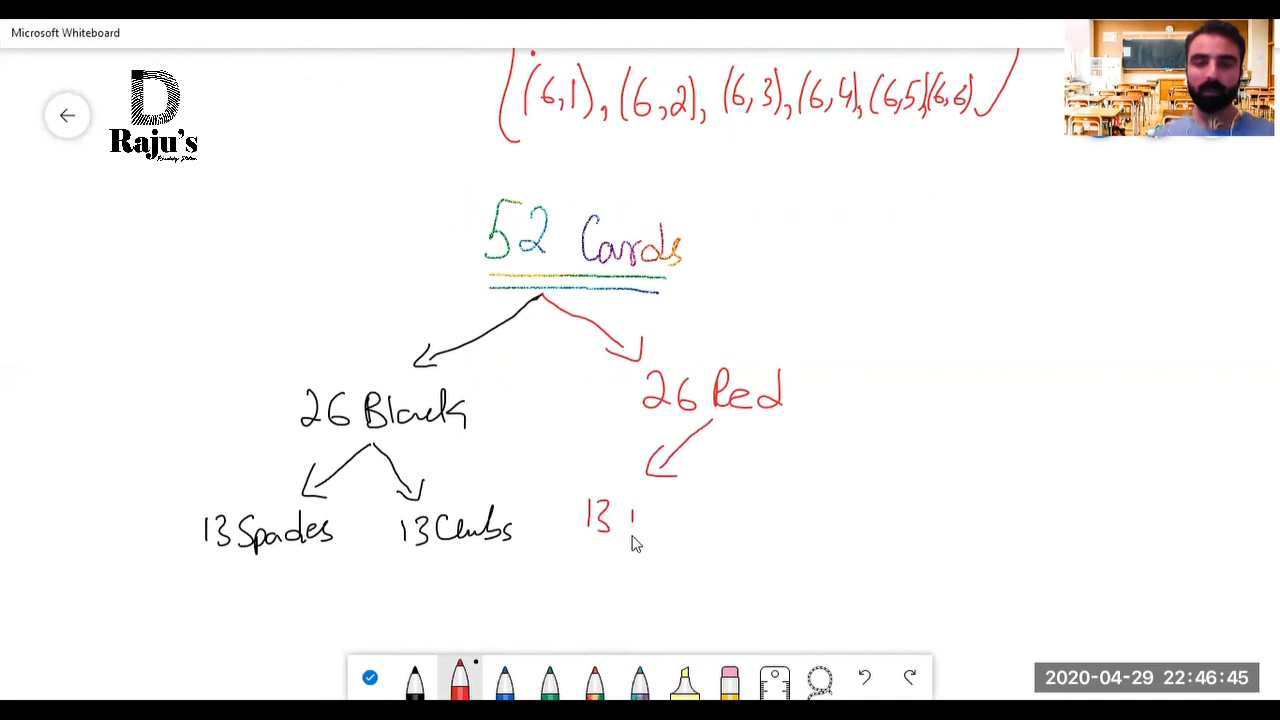 Microsoft Whiteboard
D
Raju's
(6,1), (6,2), (6,3), (6,4), (6,5), (6,6)
52 Cards
26 Black
26 Red
13 Spades
13 Clubs
13
2020-04-29 22:46:45